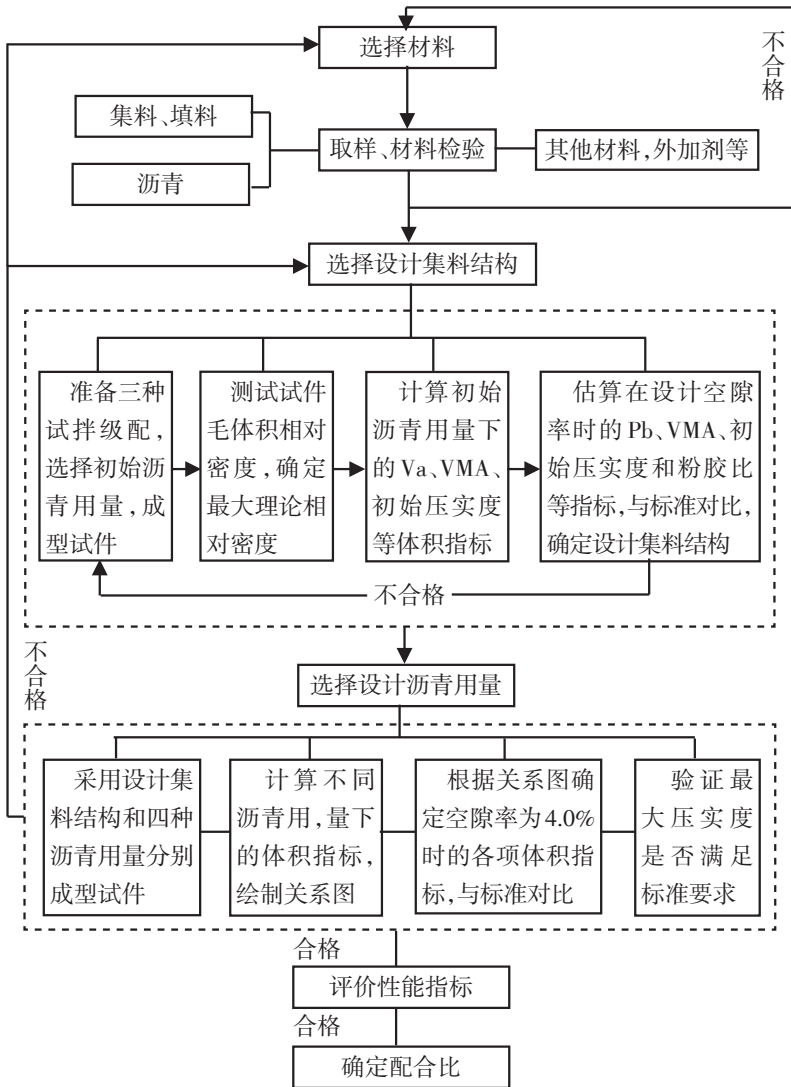 选择材料
不合格
集料、填料
取样、材料检验
其他材料,外加剂等
沥青
选择设计集料结构
准备三种
试拌级配,
选择初始沥
青用量,成
型试件
测试试件
毛体积相对
密度,确定
最大理论相
对密度
计算初始
沥青用量下
的Va、VMA、
初始压实度
等体积指标
估算在设计空隙
率时的Pb、VMA、初
始压实度和粉胶比
等指标,与标准对比,
确定设计集料结构
不合格
不合格
选择设计沥青用量
采用设计集
料结构和四种
沥青用量分别
成型试件
计算不同
沥青用,量下
的体积指标,
绘制关系图
根据关系图确
定空隙率为4.0%
时的各项体积指
标,与标准对比
验证最
大压实度
是否满足
标准要求
合格
评价性能指标
合格
确定配合比